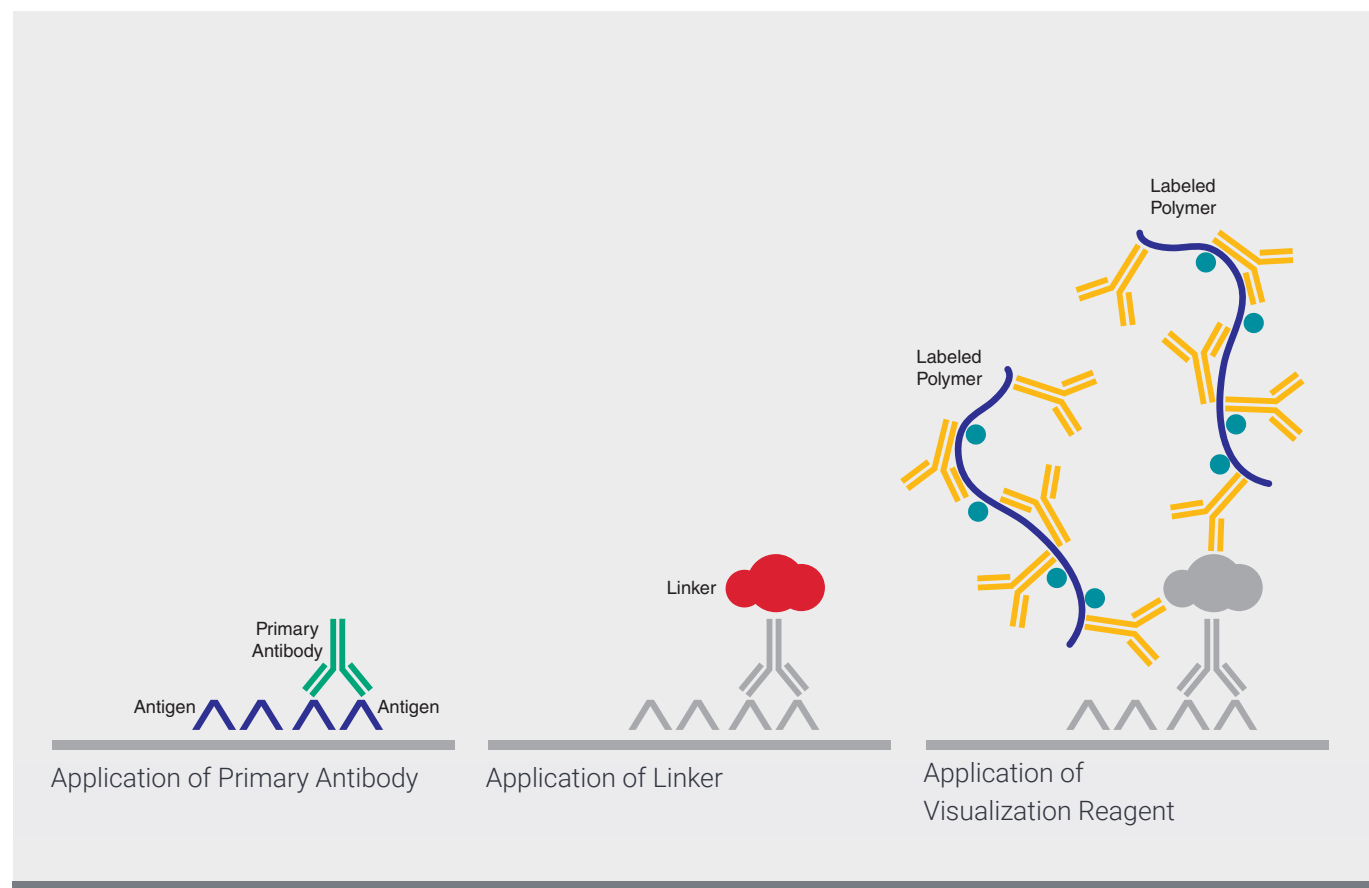 Labeled
Polymer
Labeled
Polymer
Linker
Primary
Antibody
Antigen
Antigen
Application of Primary Antibody
Application of Linker
Application of
Visualization Reagent